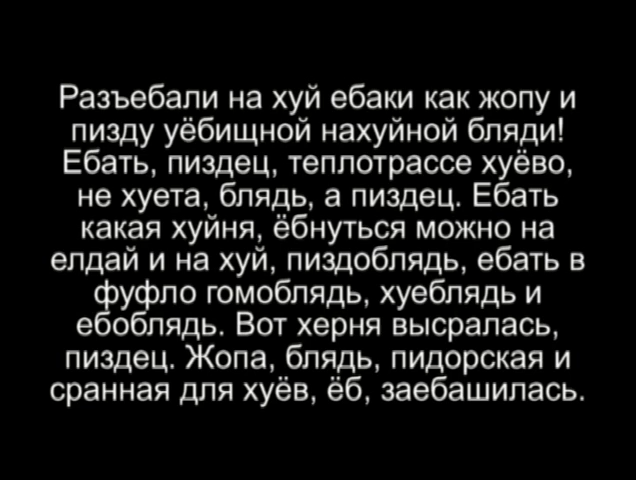 Разъебали на хуй ебаки как жопу и
пизду уёбищной нахуйной бляди!
Ебать, пиздец, теплотрассе хуёво,
не хуета, блядь, а пиздец. Ебать
какая хуйня, ёбнуться можно на
елдай и на хуй, пиздоблядь, ебать в
фуфло гомоблядь, хуеблядь и
ебоблядь. Вот херня высралась,
пиздец. Жопа, блядь, пидорская и
сранная для хуёв, ёб, заебашилась.